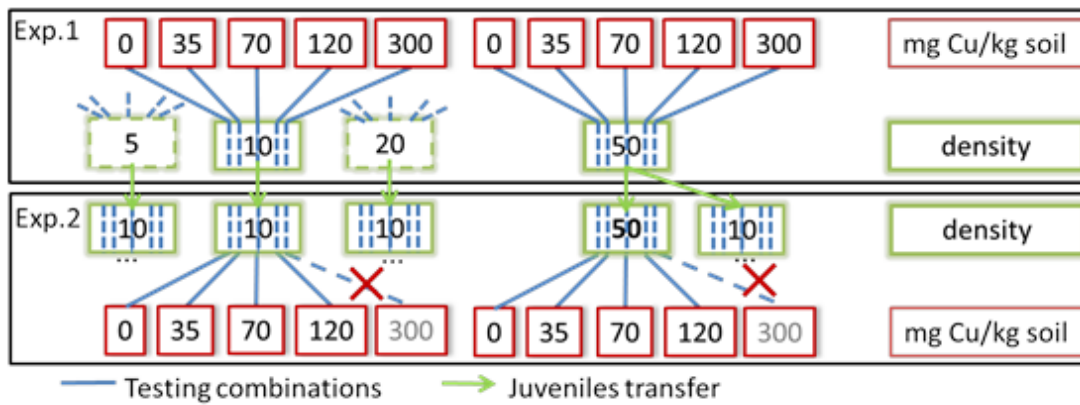 Exp.1 0 35 70 120 300 0 35 70 120 300 mg Cu/kg soil
5 10 20 50 density
Exp.2 10 10 10 50 10 density
... ... ...
0 35 70 120 300 0 35 70 120 300 mg Cu/kg soil
Testing combinations Juveniles transfer